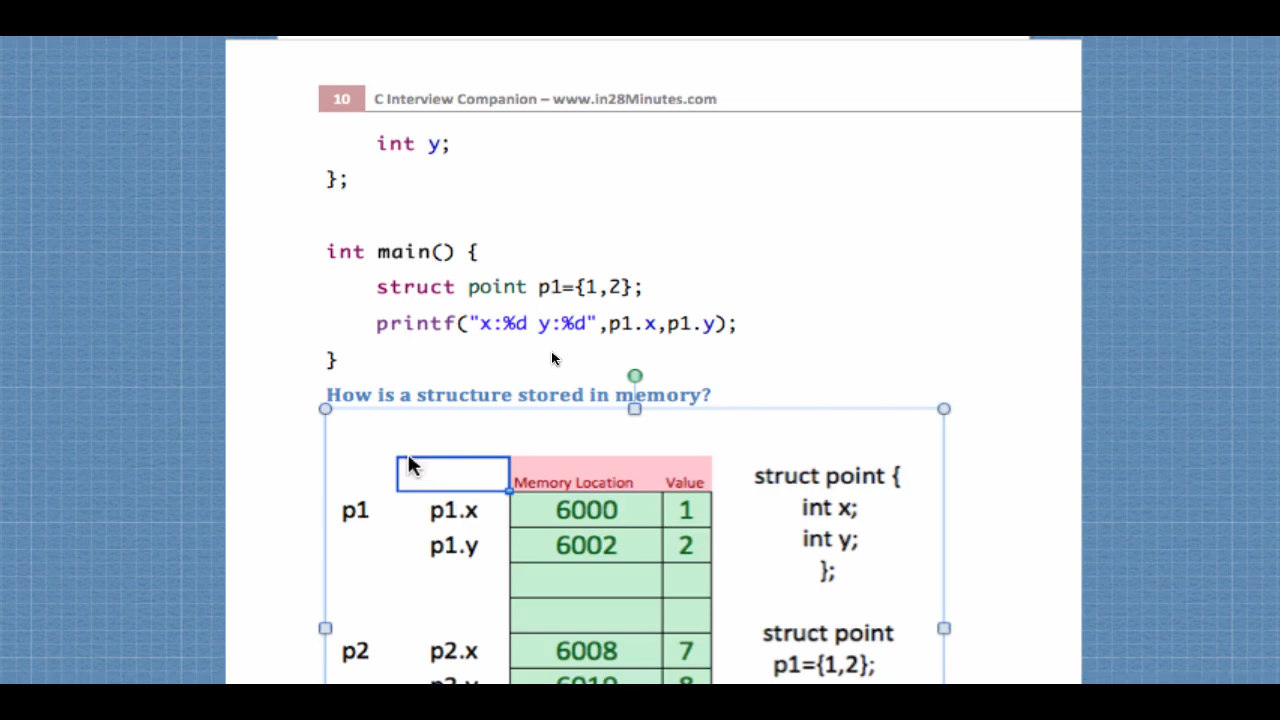 10 C Interview Companion – www.in28Minutes.com
int y;
};
int main() {
struct point p1={1,2};
printf("x:%d y:%d",p1.x,p1.y);
}
How is a structure stored in memory?
Memory Location Value
p1 p1.x 6000 1
p1.y 6002 2
p2 p2.x 6008 7
struct point {
int x;
int y;
};
struct point
p1={1,2};